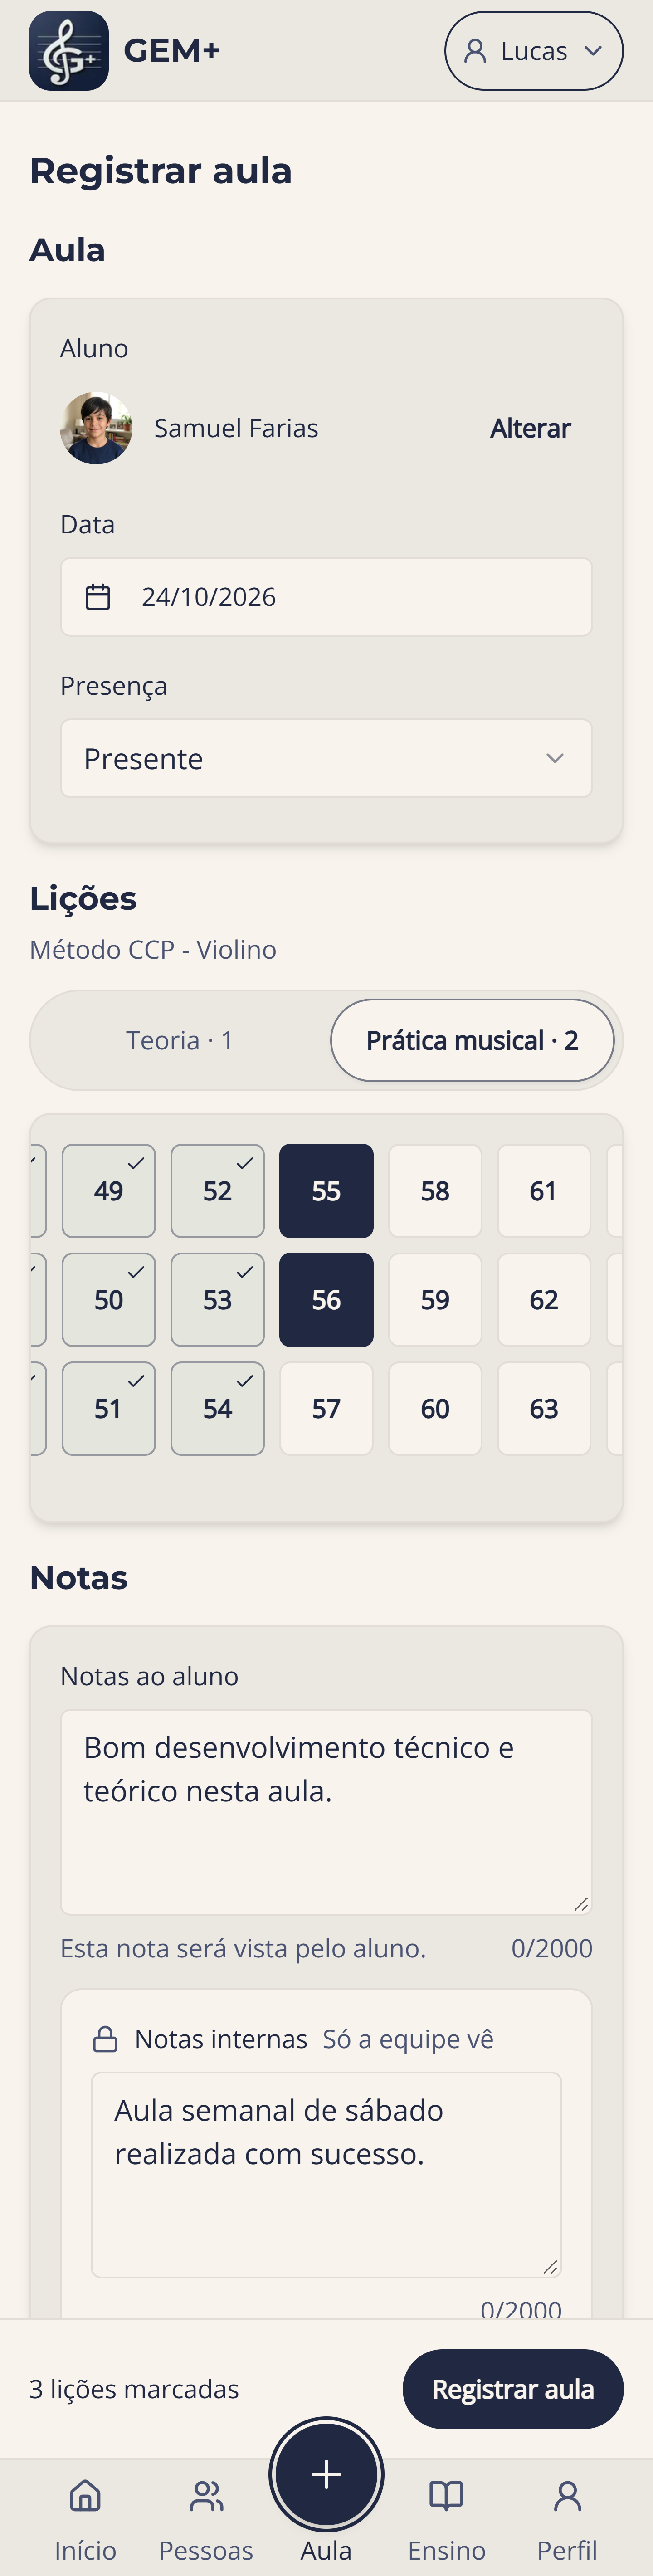 GEM+
Lucas
Registrar aula
Aula
Aluno
Samuel Farias
Alterar
Data
24/10/2026
Presença
Presente
Lições
Método CCP - Violino
Teoria · 1
Prática musical · 2
49 52 55 58 61
50 53 56 59 62
51 54 57 60 63
Notas
Notas ao aluno
Bom desenvolvimento técnico e
teórico nesta aula.
Esta nota será vista pelo aluno. 0/2000
Notas internas Só a equipe vê
Aula semanal de sábado
realizada com sucesso.
0/2000
3 lições marcadas
Registrar aula
Início Pessoas Aula Ensino Perfil